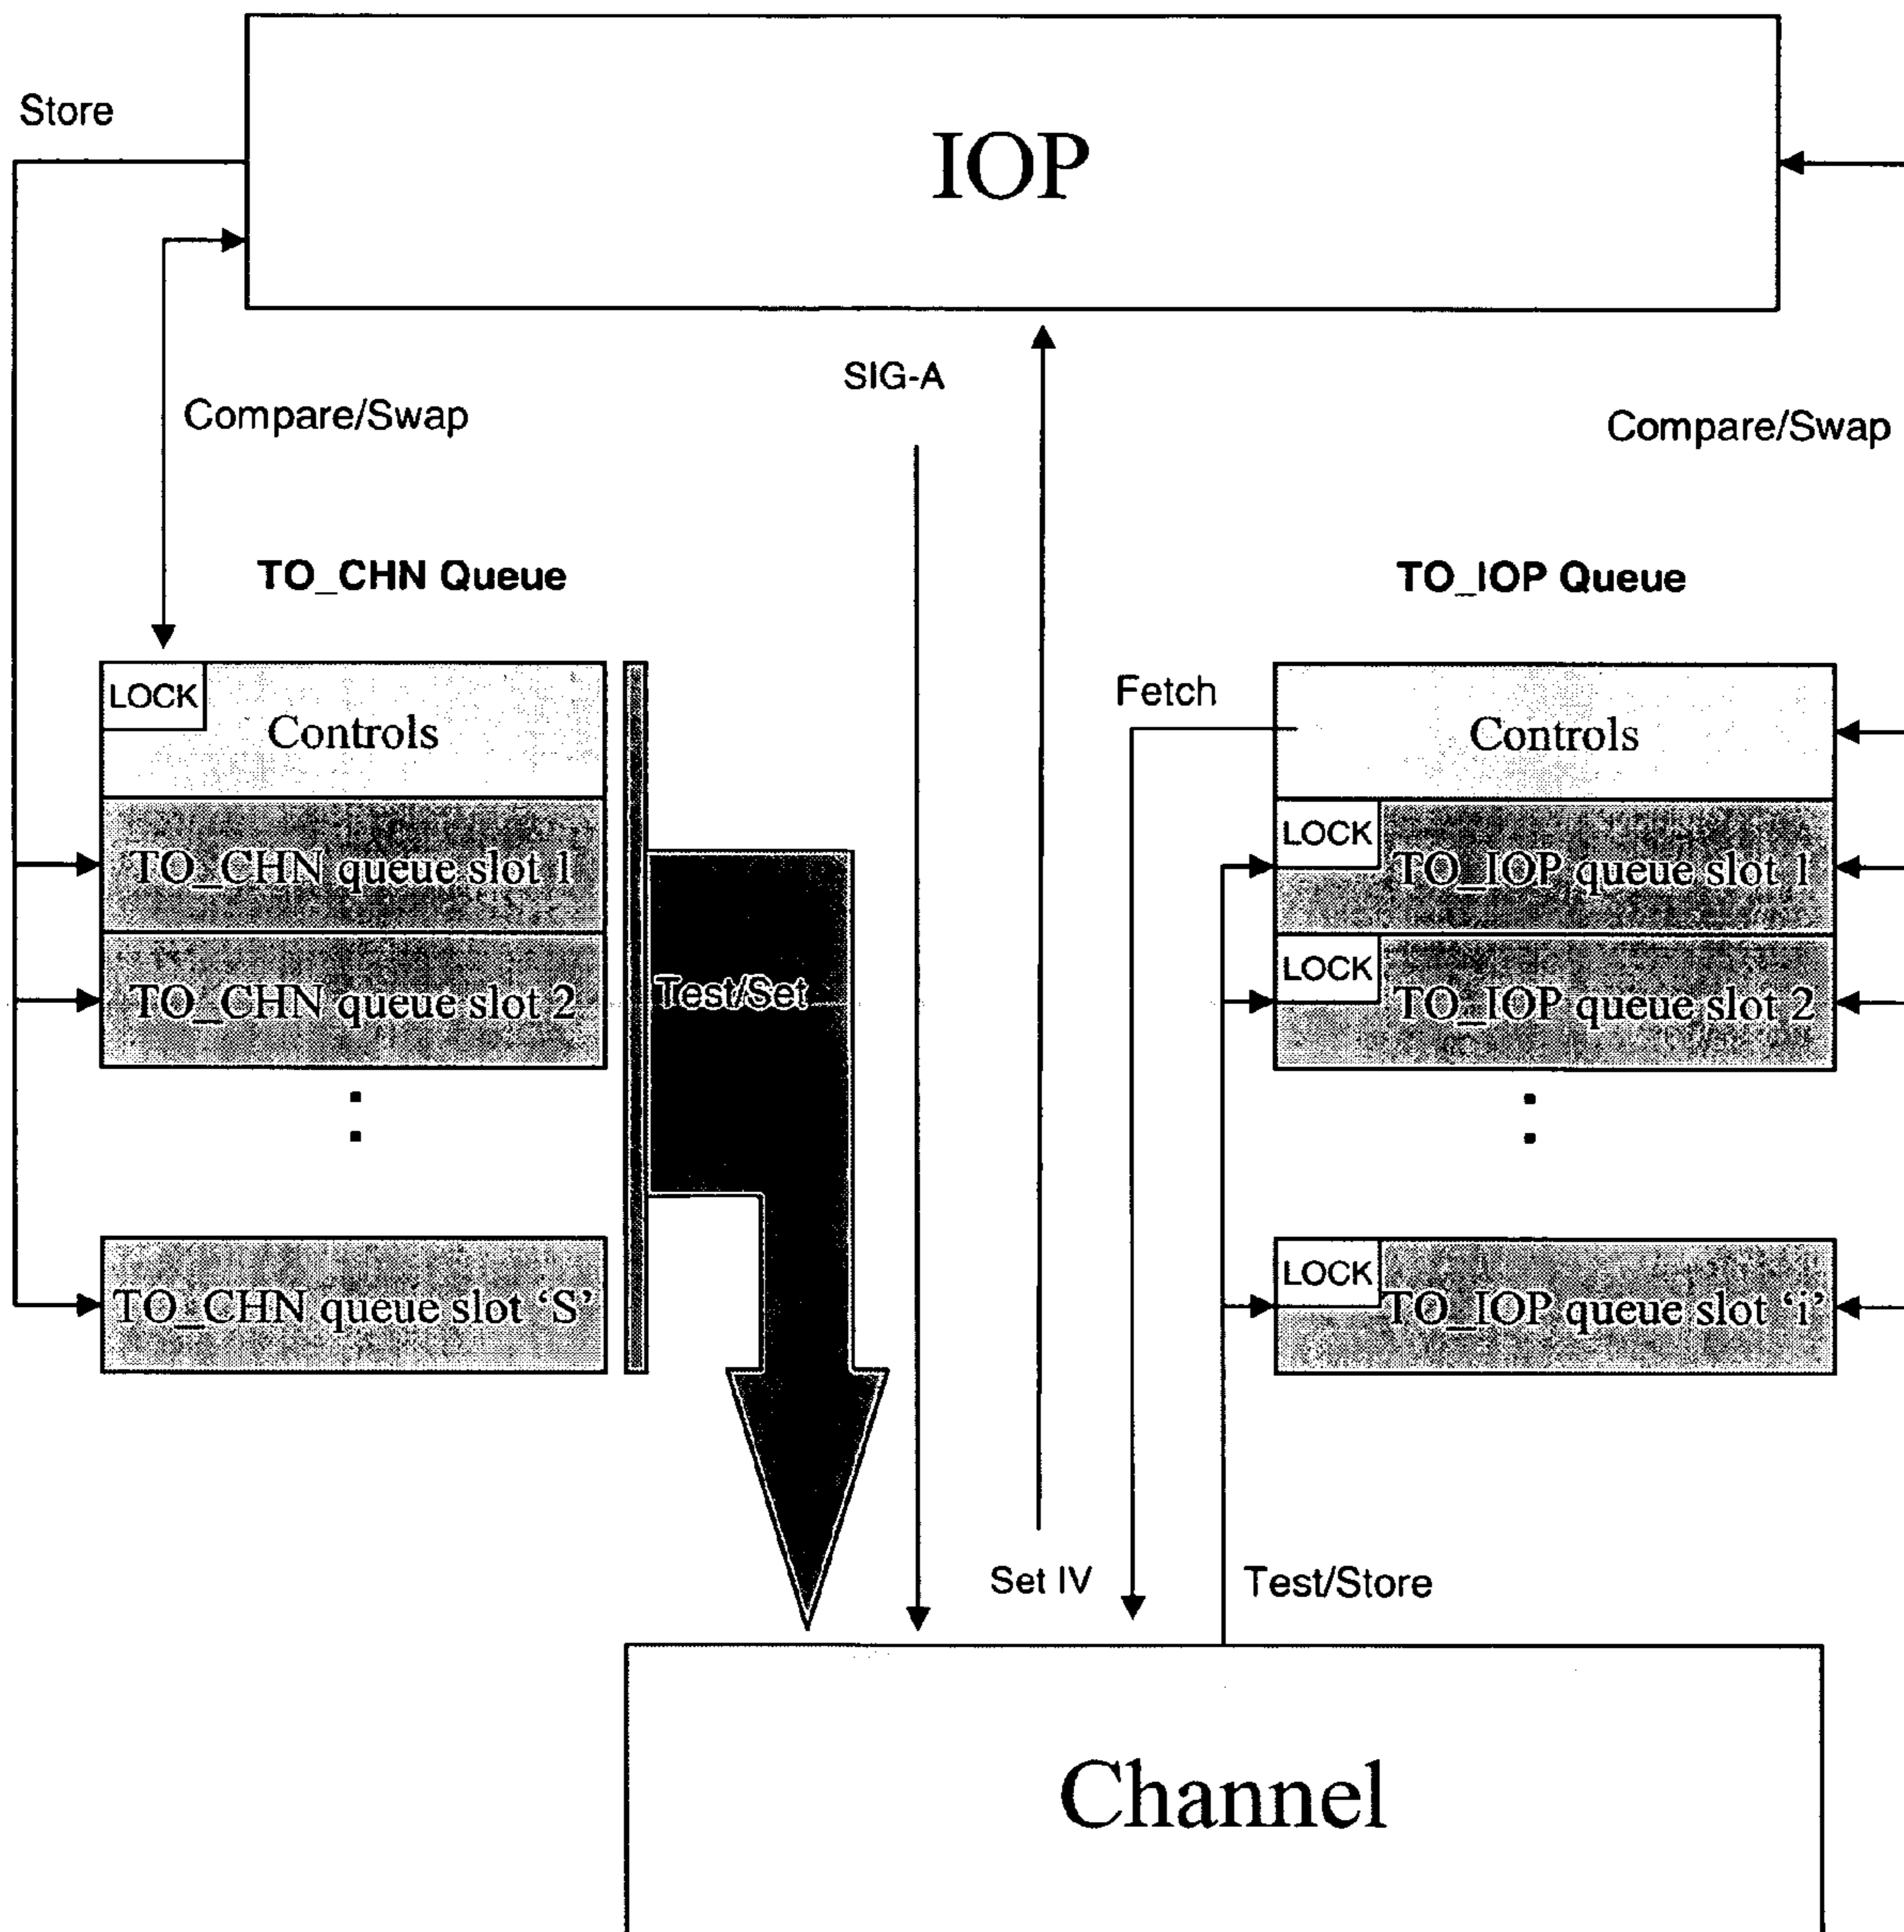 IOP
Store
SIG-A
Compare/Swap
Compare/Swap
TO_CHN Queue
TO_IOP Queue
LOCK
Controls
Fetch
Controls
LOCK
TO_CHN queue slot 1
TO_IOP queue slot 1
LOCK
Test/Set
TO_CHN queue slot 2
TO_IOP queue slot 2
LOCK
TO_CHN queue slot ‘S’
TO_IOP queue slot ‘i’
Set IV
Test/Store
Channel